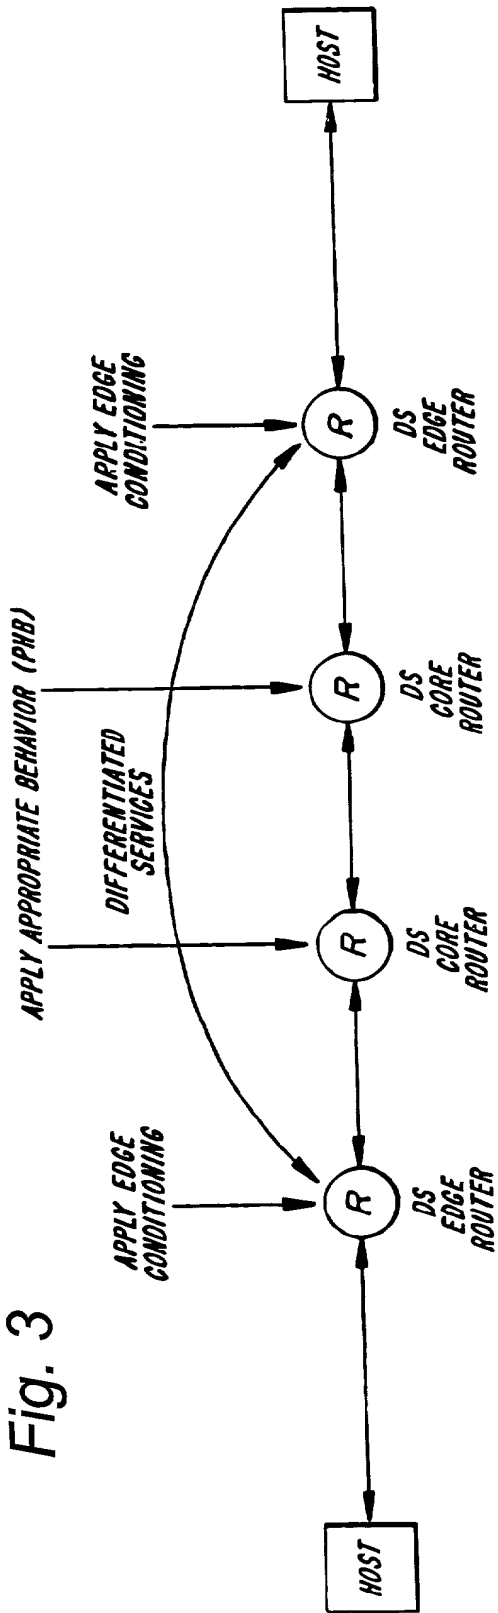 Fig. 3
APPLY APPROPRIATE BEHAVIOR (PHB)
APPLY EDGE
CONDITIONING
DIFFERENTIATED
SERVICES
APPLY EDGE
CONDITIONING
HOST
R
R
R
R
HOST
DS
EDGE
ROUTER
DS
CORE
ROUTER
DS
CORE
ROUTER
DS
EDGE
ROUTER